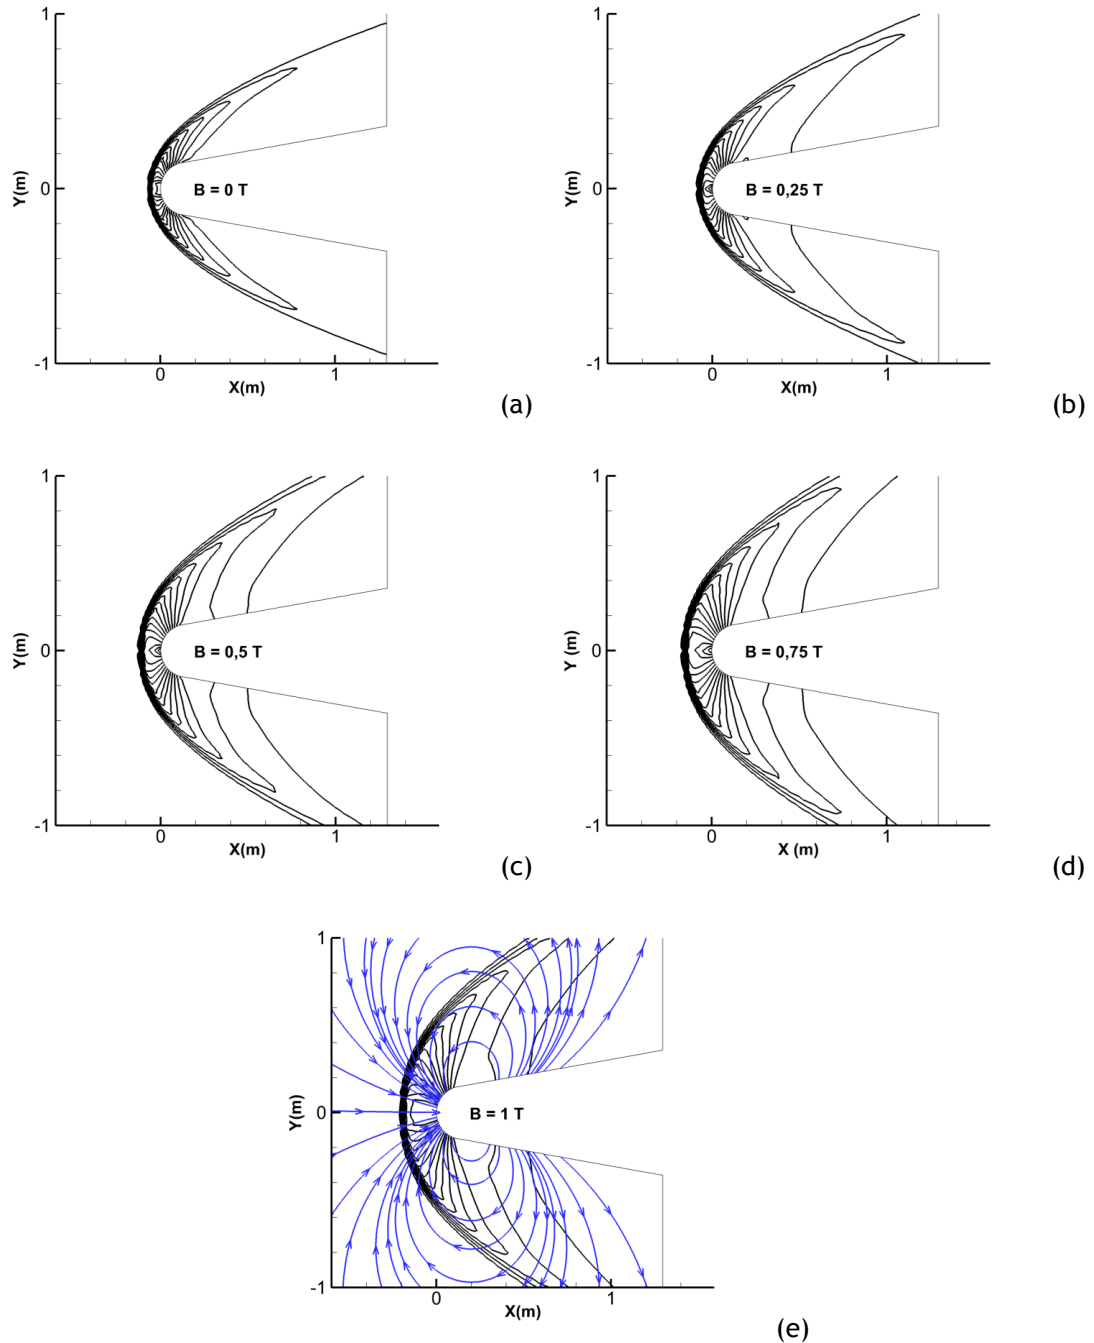 1
Y(m)
0
B = 0 T
-1
0
1
X(m)
(a)
1
Y(m)
0
B = 0,25 T
-1
0
1
X(m)
(b)
1
Y(m)
0
B = 0,5 T
-1
0
1
X(m)
(c)
1
Y (m)
0
B = 0,75 T
-1
0
1
X (m)
(d)
1
Y(m)
0
B = 1 T
-1
0
1
X(m)
(e)